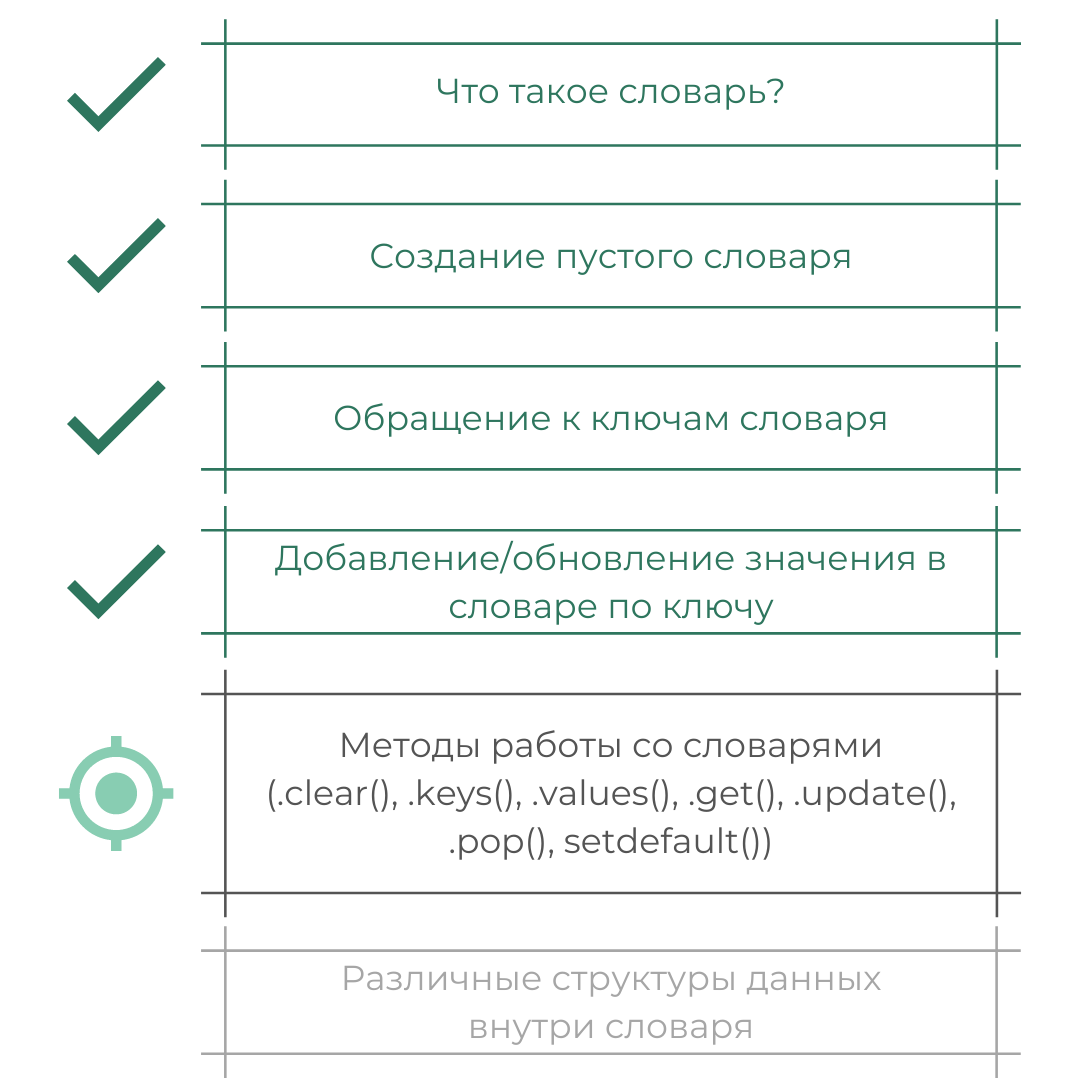 Что такое словарь?
Создание пустого словаря
Обращение к ключам словаря
Добавление/обновление значения в
словаре по ключу
Методы работы со словарями
(.clear(), .keys(), .values(), .get(), .update(),
.pop(), setdefault())
Различные структуры данных
внутри словаря